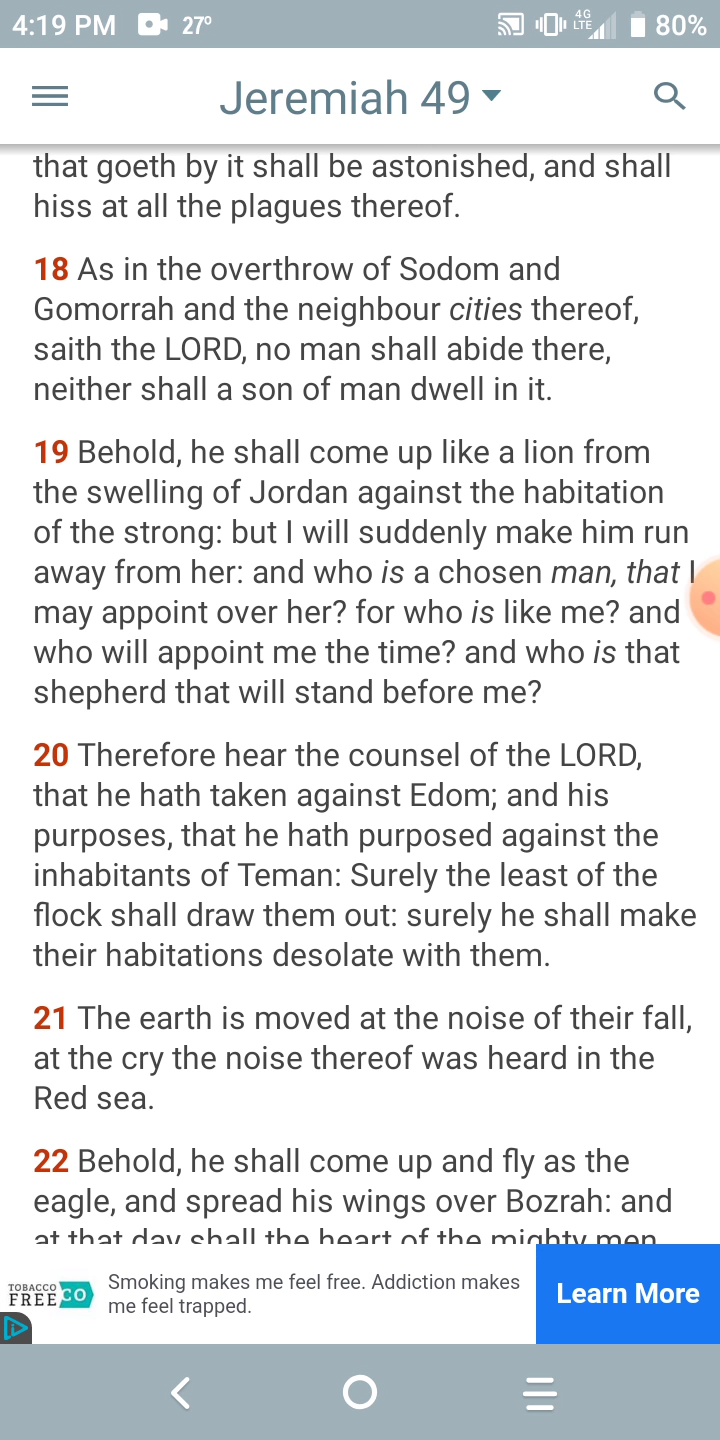 4:19 PM 27° 4G LTE 80%
Jeremiah 49
that goeth by it shall be astonished, and shall
hiss at all the plagues thereof.
18 As in the overthrow of Sodom and
Gomorrah and the neighbour cities thereof,
saith the LORD, no man shall abide there,
neither shall a son of man dwell in it.
19 Behold, he shall come up like a lion from
the swelling of Jordan against the habitation
of the strong: but I will suddenly make him run
away from her: and who is a chosen man, that I
may appoint over her? for who is like me? and
who will appoint me the time? and who is that
shepherd that will stand before me?
20 Therefore hear the counsel of the LORD,
that he hath taken against Edom; and his
purposes, that he hath purposed against the
inhabitants of Teman: Surely the least of the
flock shall draw them out: surely he shall make
their habitations desolate with them.
21 The earth is moved at the noise of their fall,
at the cry the noise thereof was heard in the
Red sea.
22 Behold, he shall come up and fly as the
eagle, and spread his wings over Bozrah: and
at that day shall the heart of the mighty men
TOBACCO
FREE CO
Smoking makes me feel free. Addiction makes
me feel trapped.
Learn More